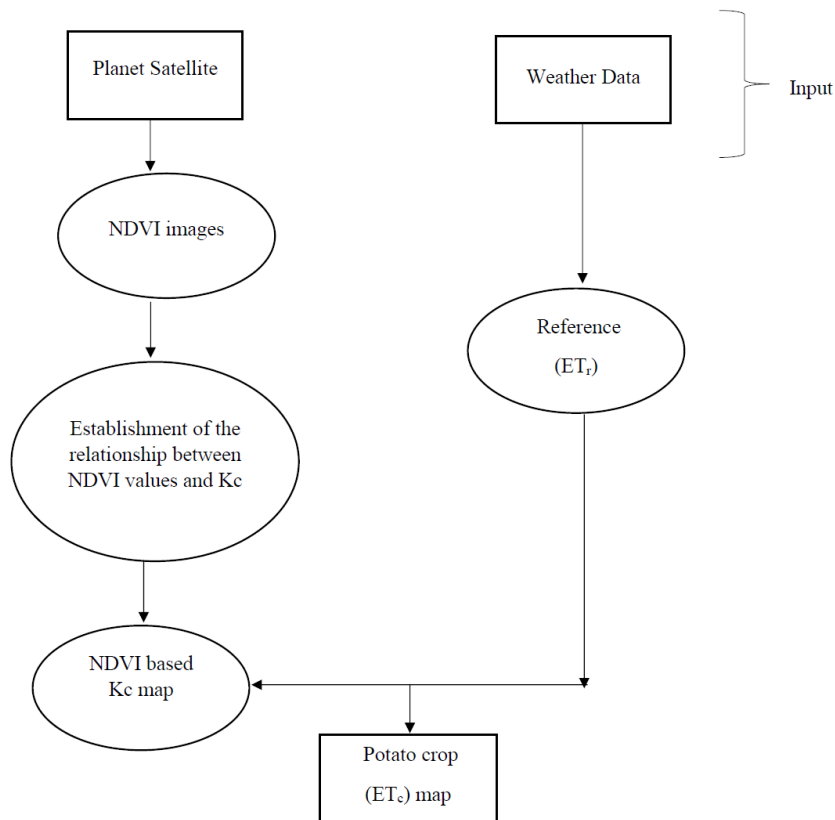 Planet Satellite
Weather Data
Input
NDVI images
Reference
(ETᵣ)
Establishment of the
relationship between
NDVI values and Kc
NDVI based
Kc map
Potato crop
(ET꜀) map